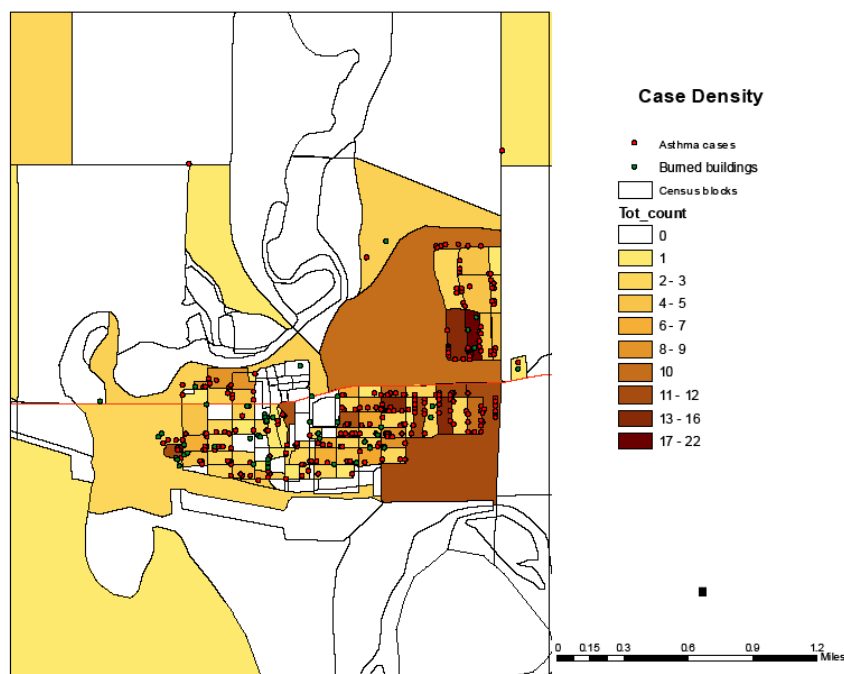 Case Density
Asthma cases
Burned buildings
Census blocks
Tot_count
0
1
2 - 3
4 - 5
6 - 7
8 - 9
10
11 - 12
13 - 16
17 - 22
0 0.15 0.3 0.6 0.9 1.2
Miles